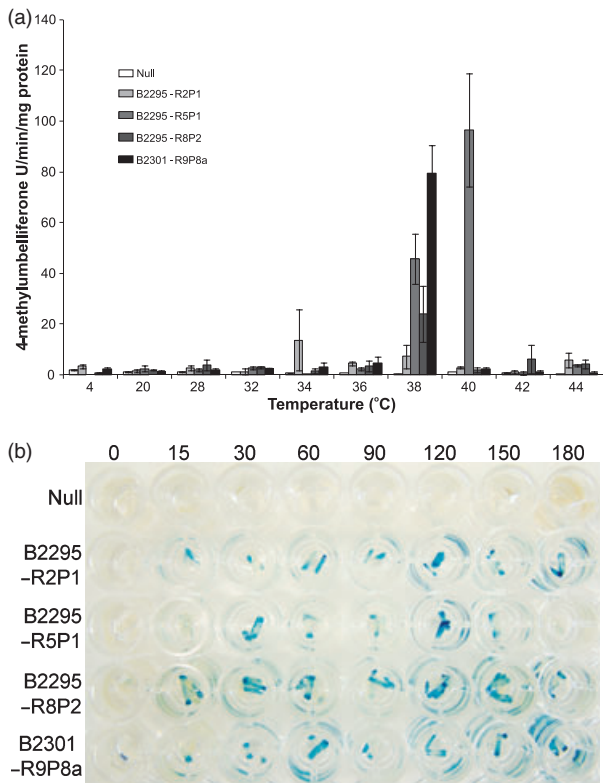 (a)
140
120
100
80
60
40
20
0
4-methylumbelliferone U/min/mg protein
Null
B2295-R2P1
B2295-R5P1
B2295-R8P2
B2301-R9P8a
4 20 28 32 34 36 38 40 42 44
Temperature (°C)
(b)
0 15 30 60 90 120 150 180
Null
B2295
-R2P1
B2295
-R5P1
B2295
-R8P2
B2301
-R9P8a